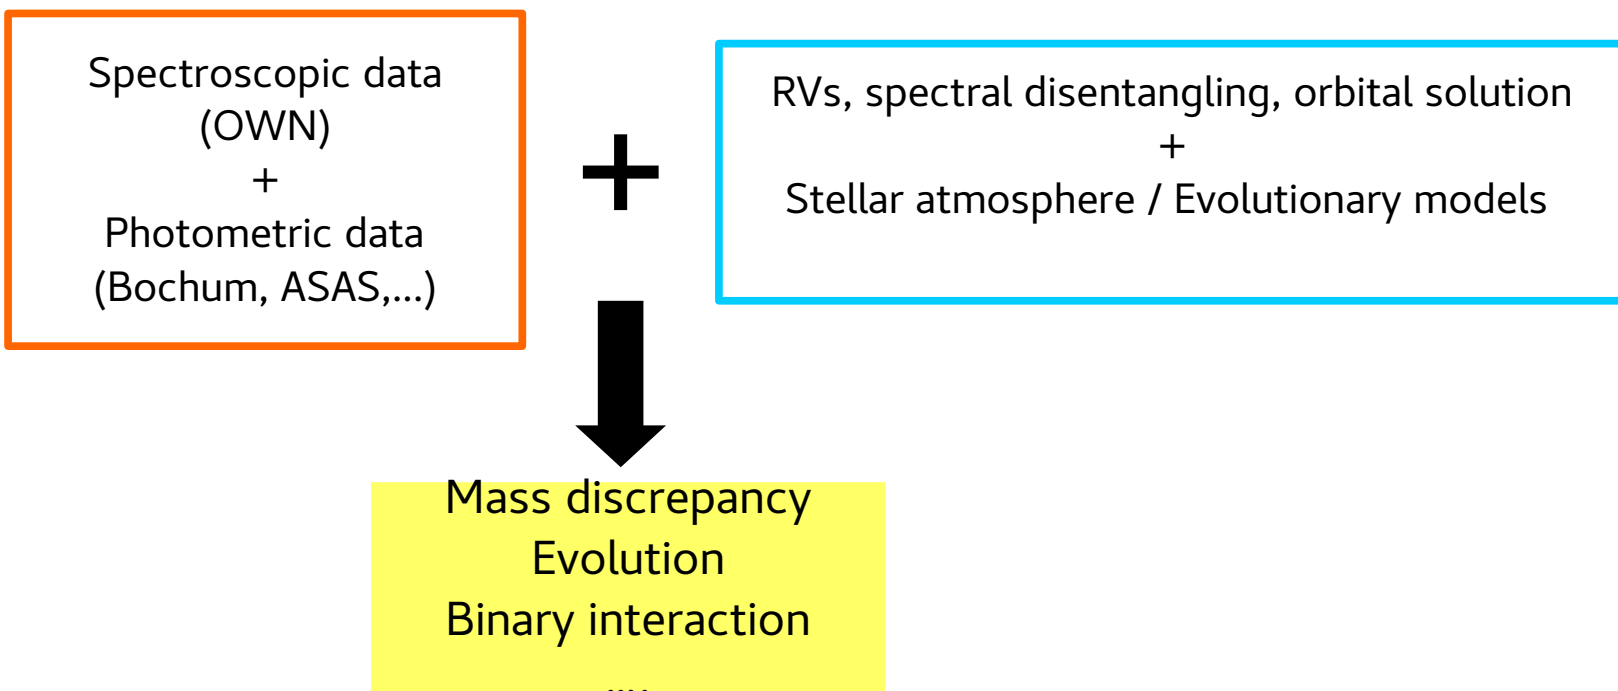 Spectroscopic data
(OWN)
+
Photometric data
(Bochum, ASAS,...)
+
RVs, spectral disentangling, orbital solution
+
Stellar atmosphere / Evolutionary models
Mass discrepancy
Evolution
Binary interaction
....